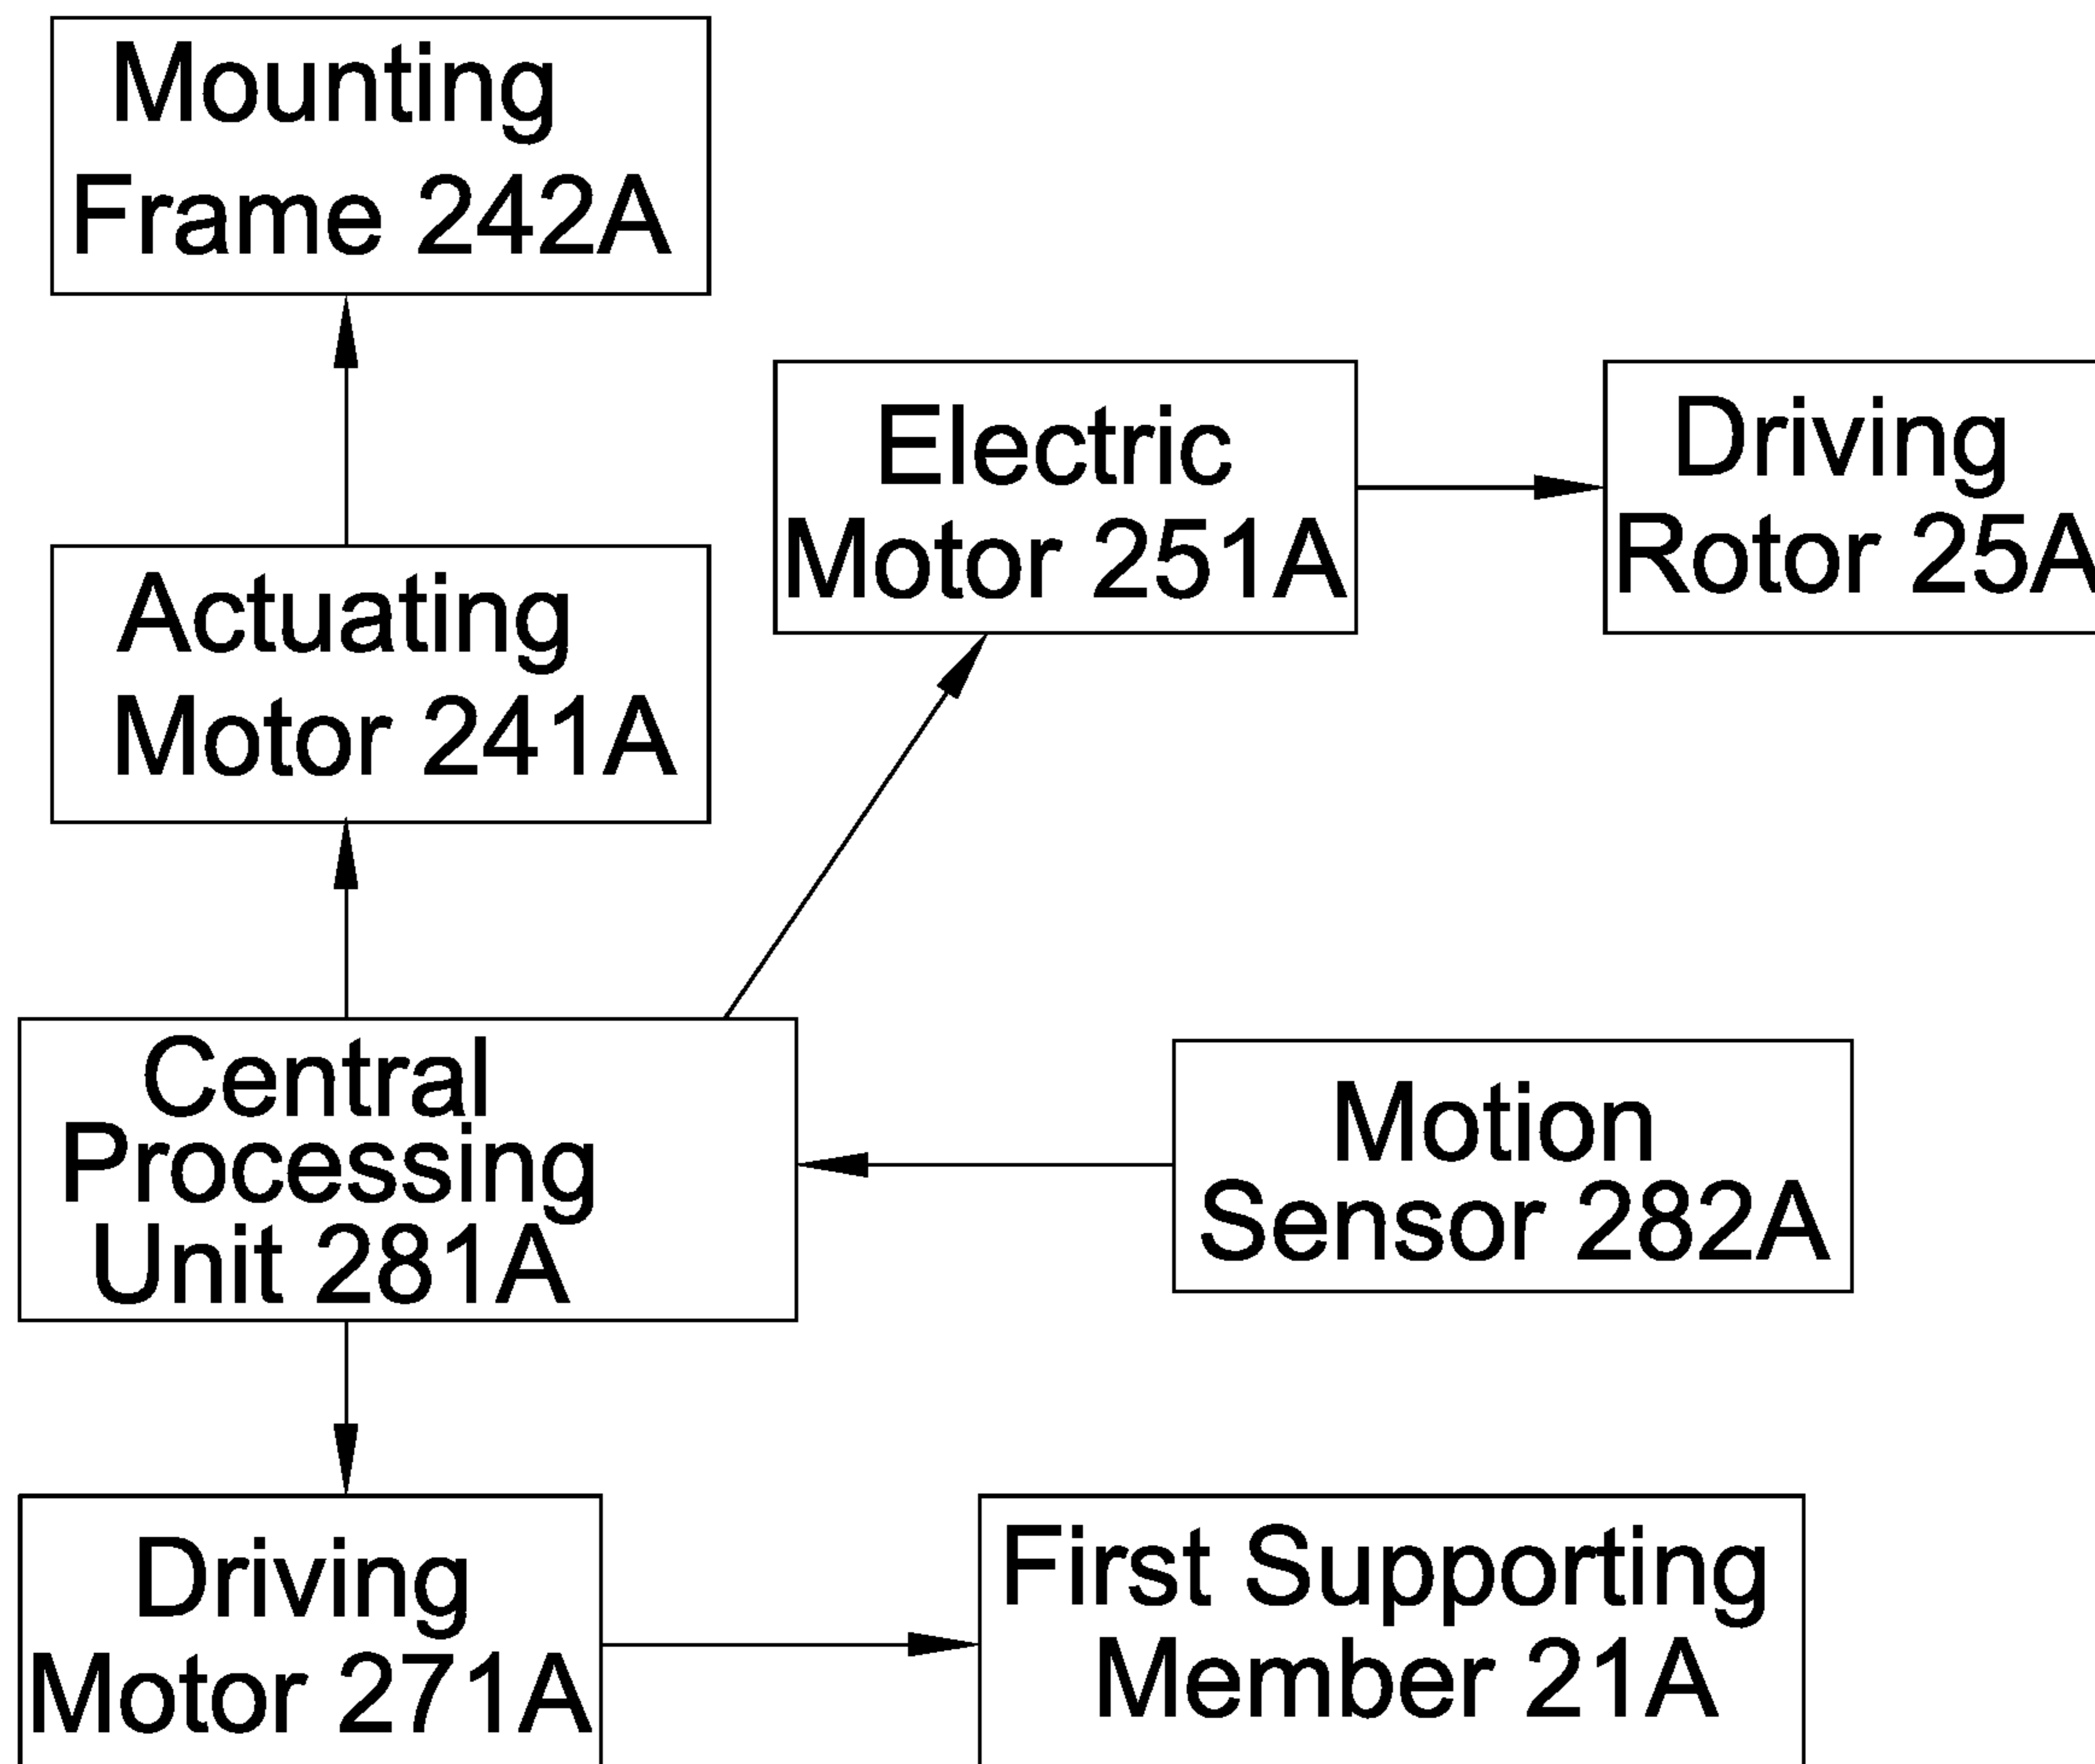 Mounting
Frame 242A
Electric
Motor 251A
Driving
Rotor 25A
Actuating
Motor 241A
Central
Processing
Unit 281A
Motion
Sensor 282A
Driving
Motor 271A
First Supporting
Member 21A